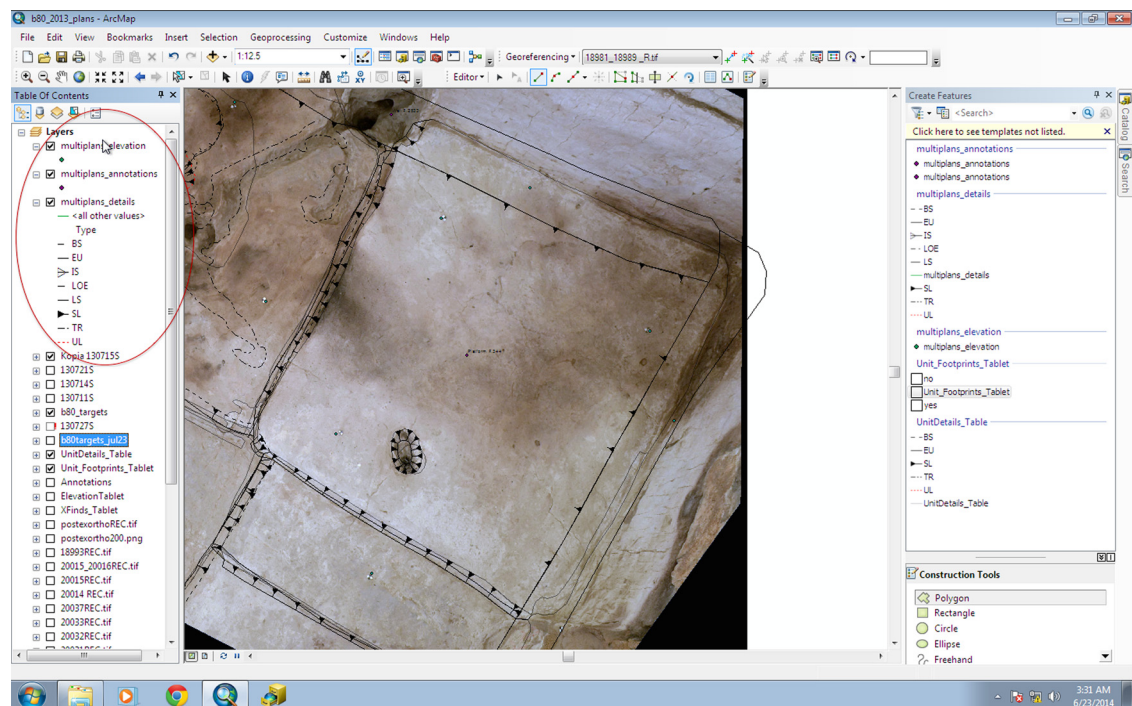 b80_2013_plans - ArcMap
File Edit View Bookmarks Insert Selection Geoprocessing Customize Windows Help
1:12.5
Georeferencing
18981_18989_R.tif
Editor
Table Of Contents
Layers
multiplans_elevation
multiplans_annotations
multiplans_details
<all other values>
Type
BS
EU
IS
LOE
LS
SL
TR
UL
Kopia 130715S
130721S
130714S
130711S
b80_targets
130727S
b80targets_jul23
UnitDetails_Table
Unit_Footprints_Tablet
Annotations
ElevationTablet
XFinds_Tablet
postexorthoREC.tif
postexortho200.png
18993REC.tif
20015_20016REC.tif
20015REC.tif
20014 REC.tif
20037REC.tif
20033REC.tif
20032REC.tif
Create Features
<Search>
Click here to see templates not listed.
multiplans_annotations
multiplans_annotations
multiplans_annotations
multiplans_details
BS
EU
IS
LOE
LS
multiplans_details
SL
TR
UL
multiplans_elevation
multiplans_elevation
Unit_Footprints_Tablet
no
Unit_Footprints_Tablet
yes
UnitDetails_Table
BS
EU
SL
TR
UL
UnitDetails_Table
Construction Tools
Polygon
Rectangle
Circle
Ellipse
Freehand
Catalog
Search
3:31 AM
6/23/2014